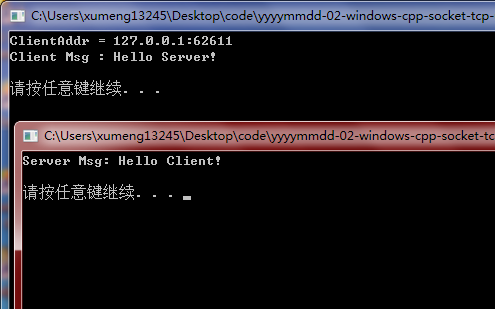 C:\Users\xumeng13245\Desktop\code\yyyymmdd-02-windows-cpp-socket-tcp-
ClientAddr = 127.0.0.1:62611
Client Msg : Hello Server!
请按任意键继续. . .
C:\Users\xumeng13245\Desktop\code\yyyymmdd-02-windows-cpp-socket-tc
Server Msg: Hello Client!
请按任意键继续. . .